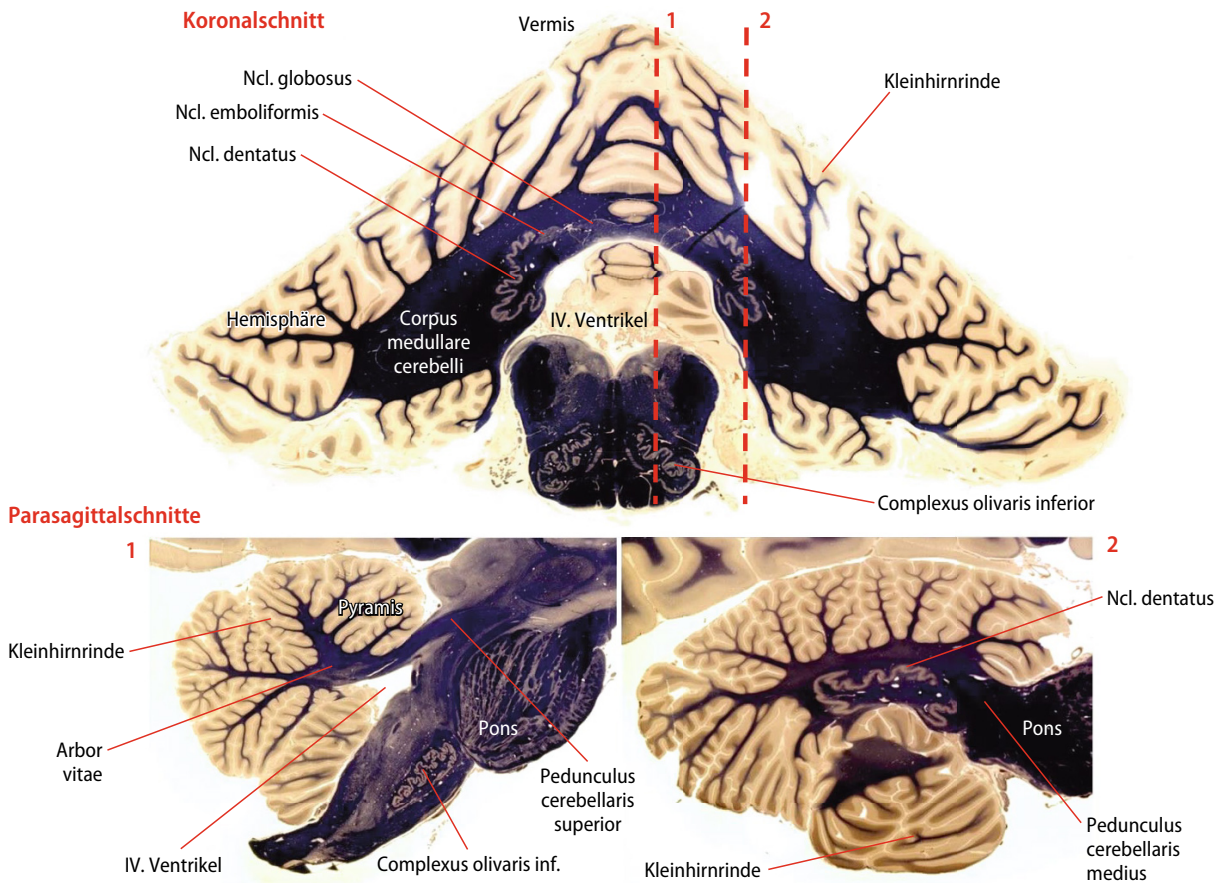 Koronalschnitt
Vermis
1
2
Ncl. globosus
Ncl. emboliformis
Ncl. dentatus
Kleinhirnrinde
Hemisphäre
Corpus
medullare
cerebelli
IV. Ventrikel
Complexus olivaris inferior
Parasagittalschnitte
1
Pyramis
Kleinhirnrinde
Arbor
vitae
IV. Ventrikel
Pons
Pedunculus
cerebellaris
superior
Complexus olivaris inf.
2
Ncl. dentatus
Pons
Pedunculus
cerebellaris
medius
Kleinhirnrinde